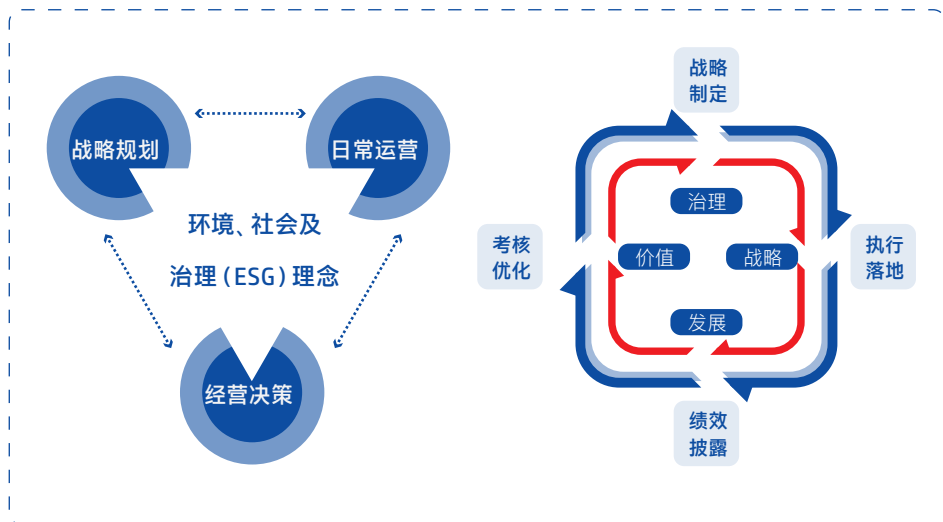 战略规划
日常运营
环境、社会及
治理(ESG)理念
经营决策
战略
制定
治理
考核
优化
价值
战略
执行
落地
发展
绩效
披露